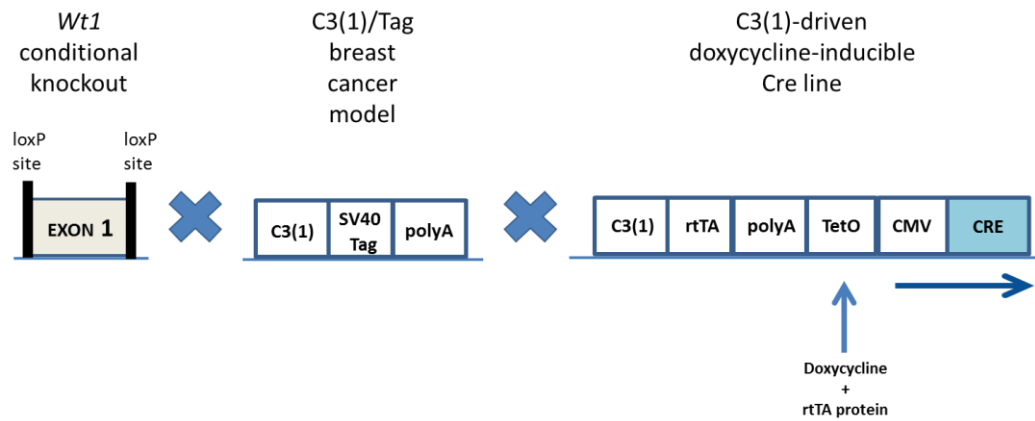 Wt1
conditional
knockout
C3(1)/Tag
breast
cancer
model
C3(1)-driven
doxycycline-inducible
Cre line
loxP
site
loxP
site
EXON 1
C3(1)
SV40
Tag
polyA
C3(1)
rtTA
polyA
TetO
CMV
CRE
Doxycycline
+
rtTA protein